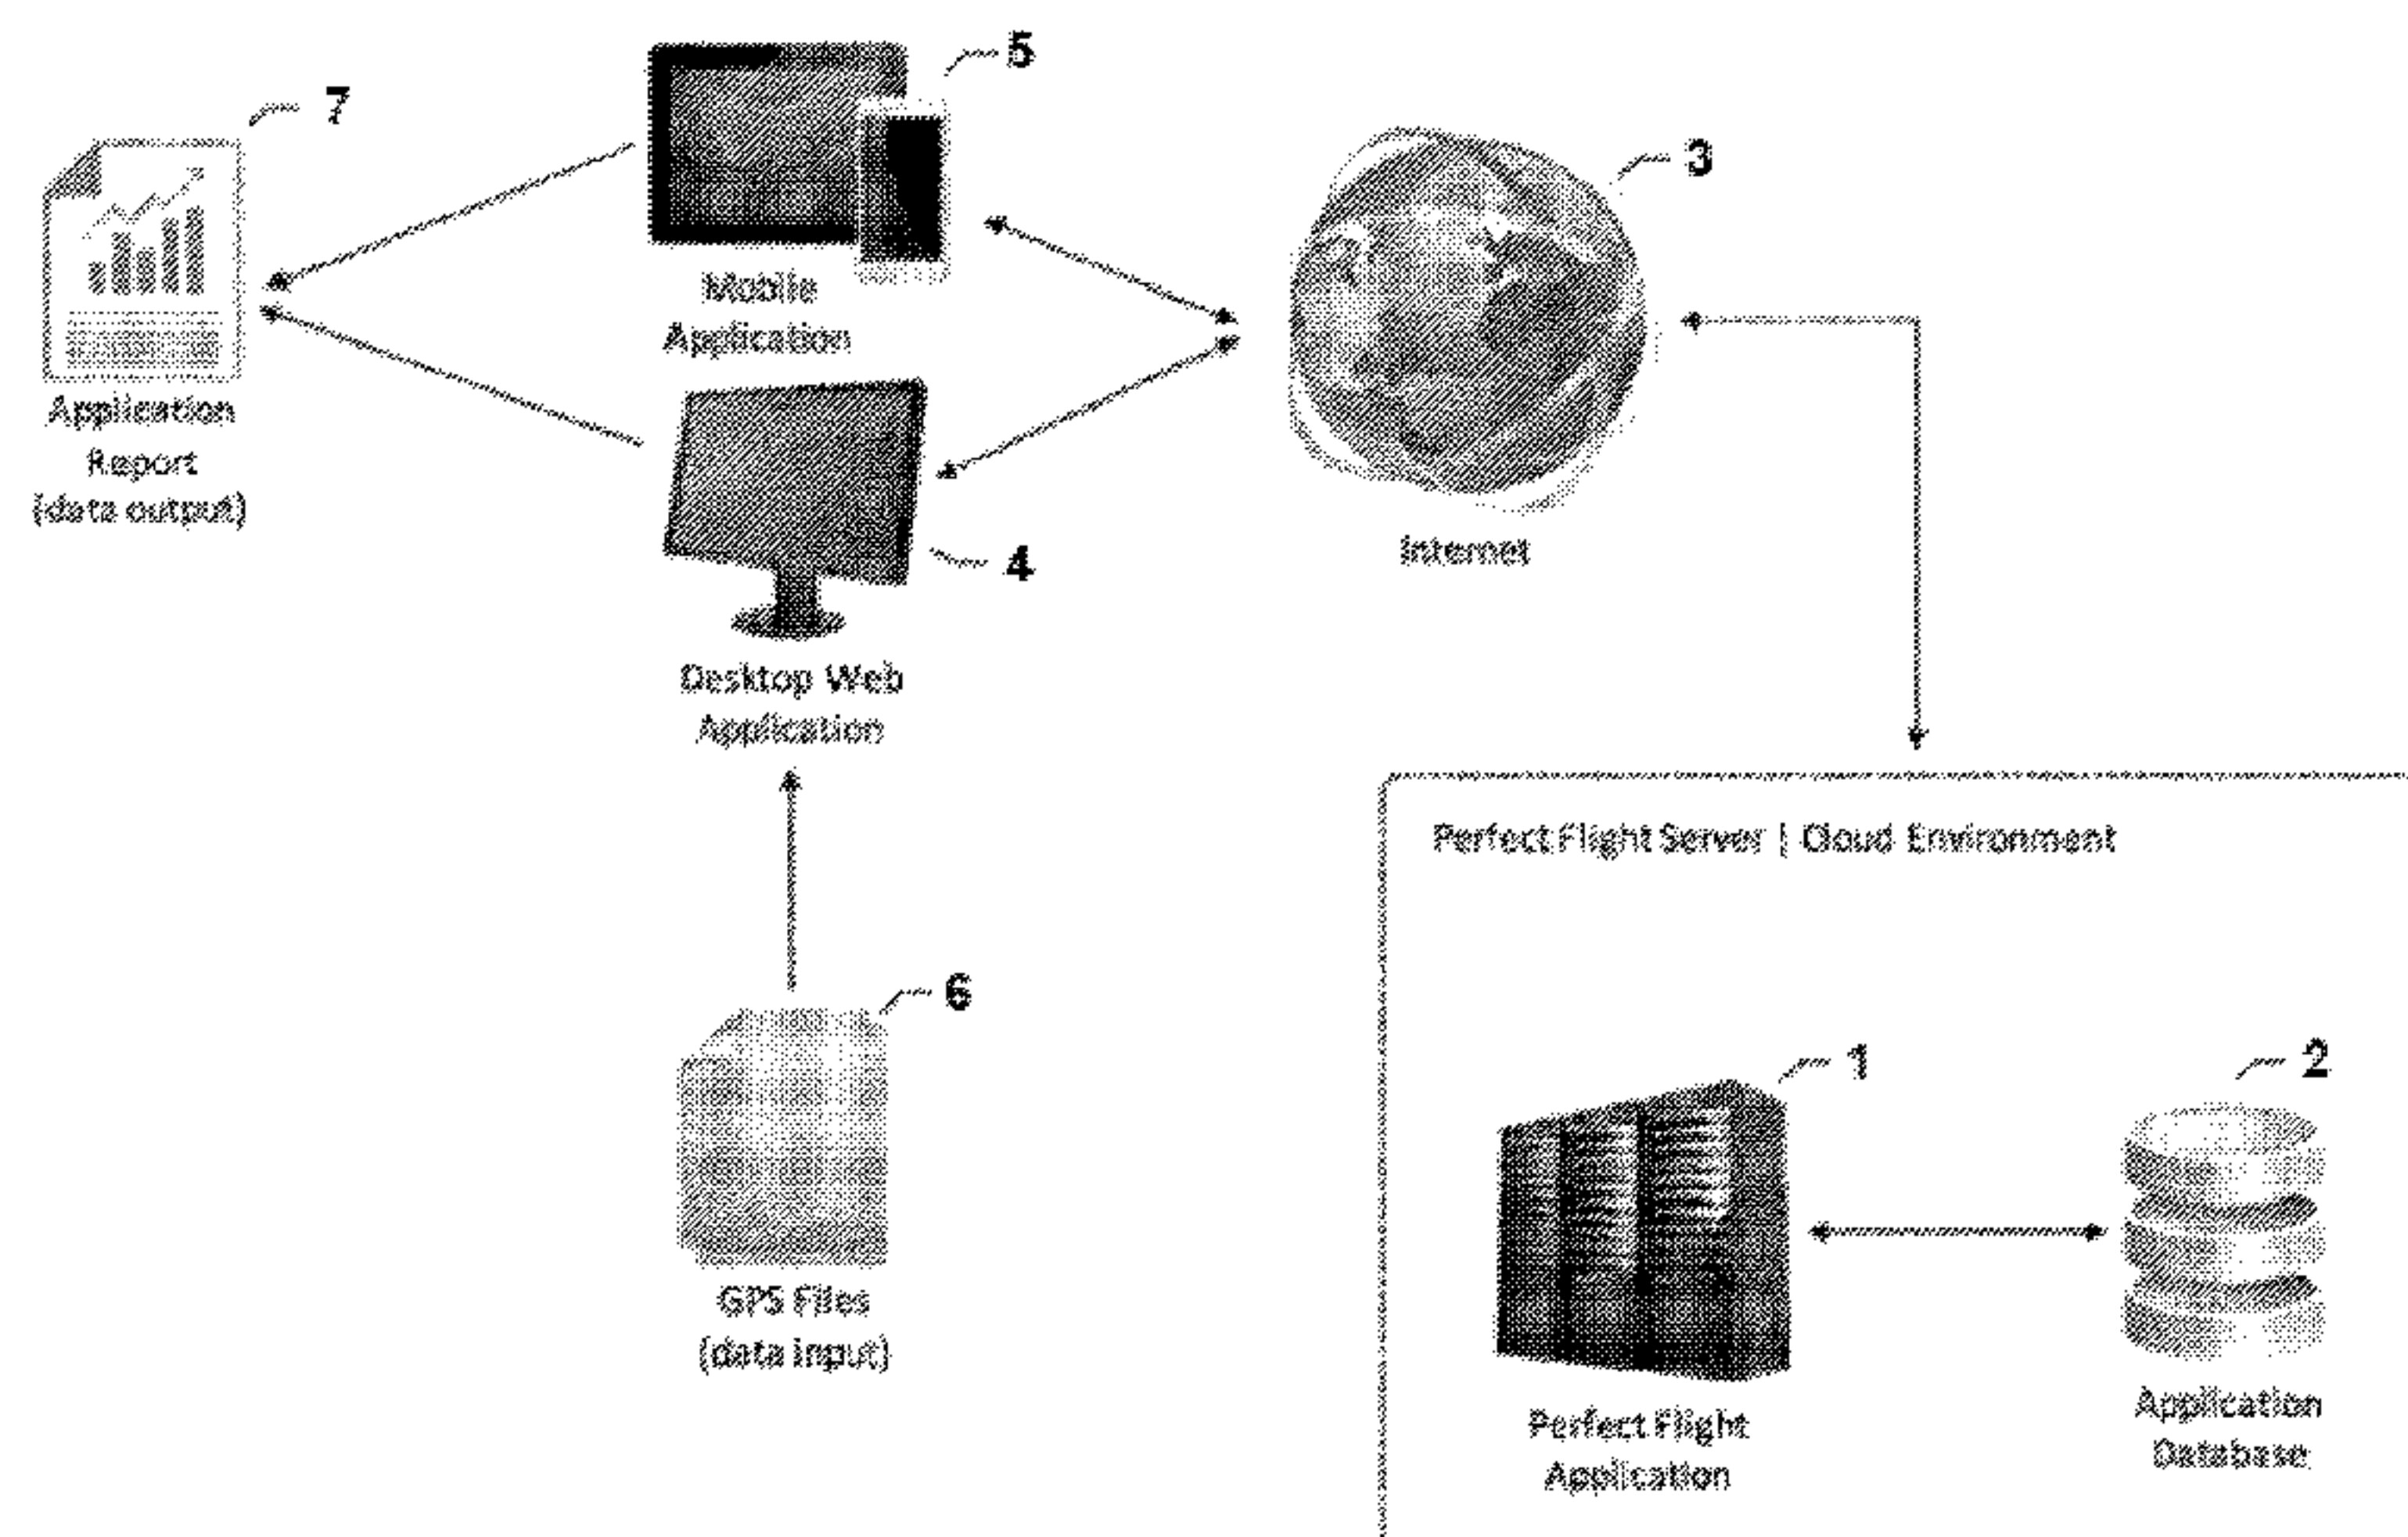 5
7
3
Mobile
Application
Application
Report
(data output)
4
Internet
Desktop Web
Application
Perfect Flight Server | Cloud Environment
6
1
2
GPS Files
(data input)
Perfect Flight
Application
Application
Database